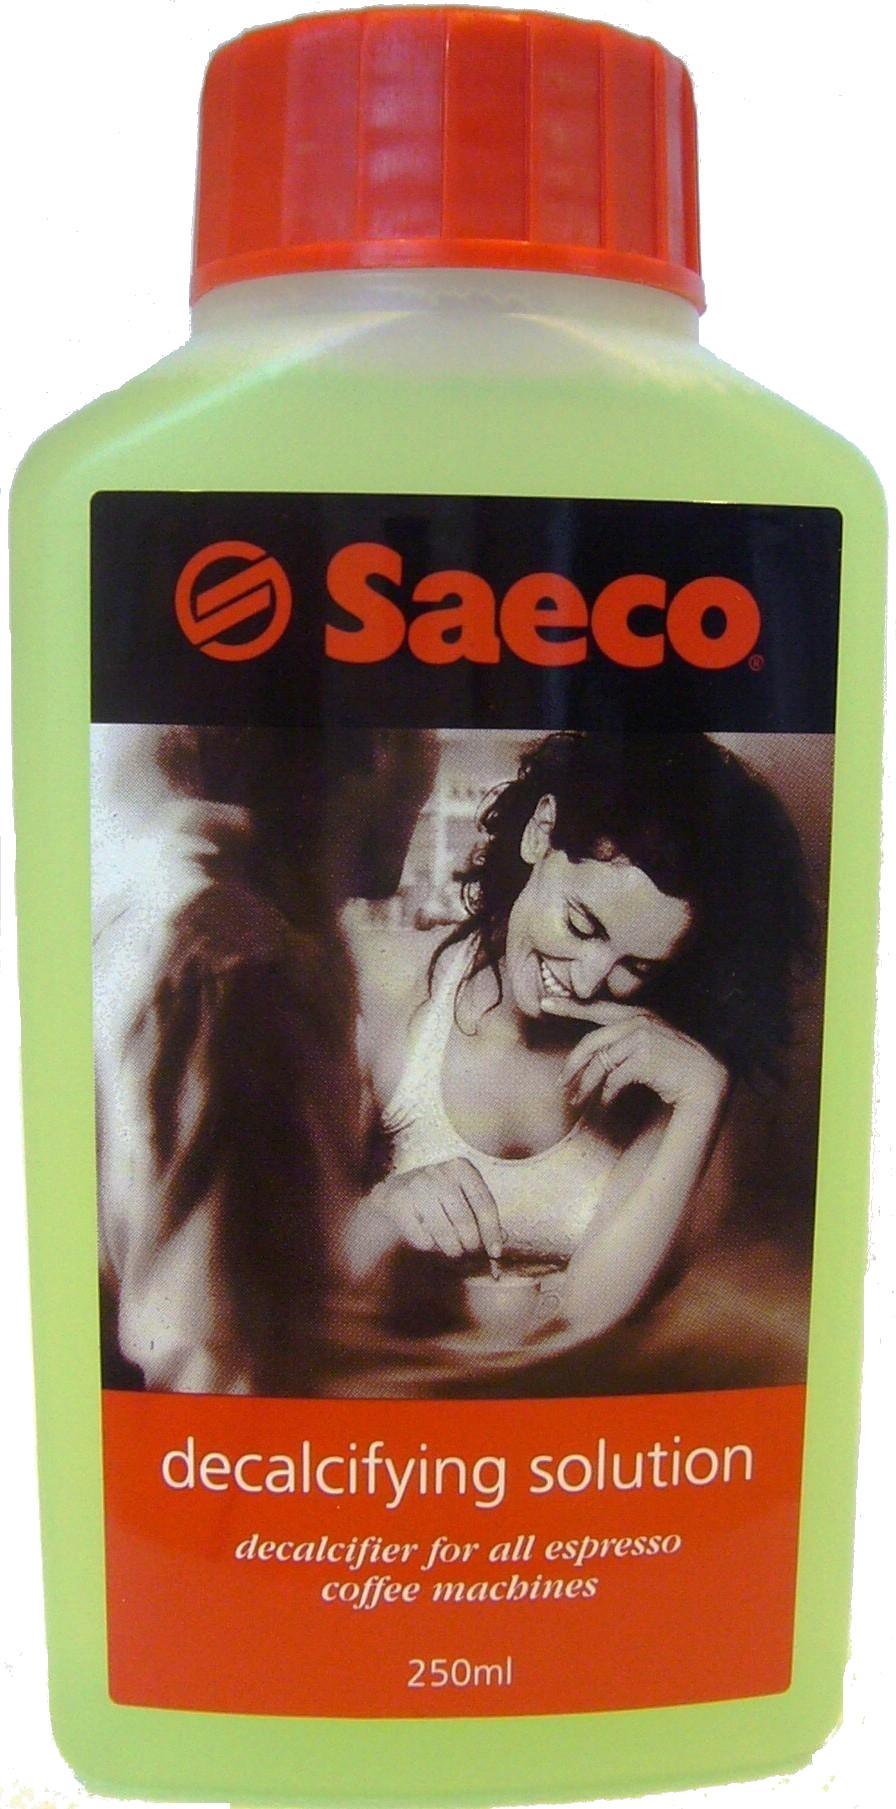 Saeco®
decalcifying solution
decalcifier for all espresso
coffee machines
250ml